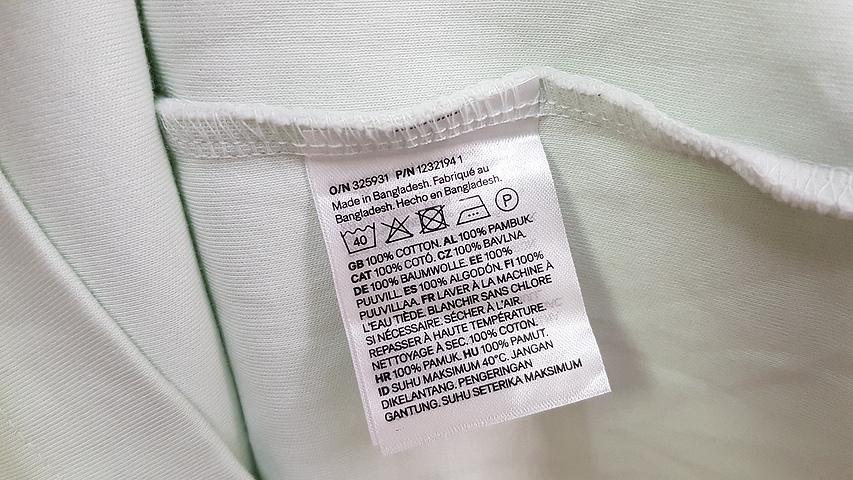 O/N 325931 P/N 1232194 1
Made in Bangladesh. Fabriqué au
Bangladesh. Hecho en Bangladesh.
40 P
GB 100% COTTON. AL 100% PAMBUK.
CAT 100% COTÓ. CZ 100% BAVLNA.
DE 100% BAUMWOLLE. EE 100%
PUUVILL. ES 100% ALGODÓN. FI 100%
PUUVILLAA. FR LAVER À LA MACHINE À
L'EAU TIÈDE. BLANCHIR SANS CHLORE
SI NÉCESSAIRE. SÉCHER À L'AIR.
REPASSER À HAUTE TEMPÉRATURE.
NETTOYAGE À SEC. 100% COTON.
HR 100% PAMUK. HU 100% PAMUT.
ID SUHU MAKSIMUM 40°C. JANGAN
DIKELANTANG. PENGERINGAN
GANTUNG. SUHU SETERIKA MAKSIMUM